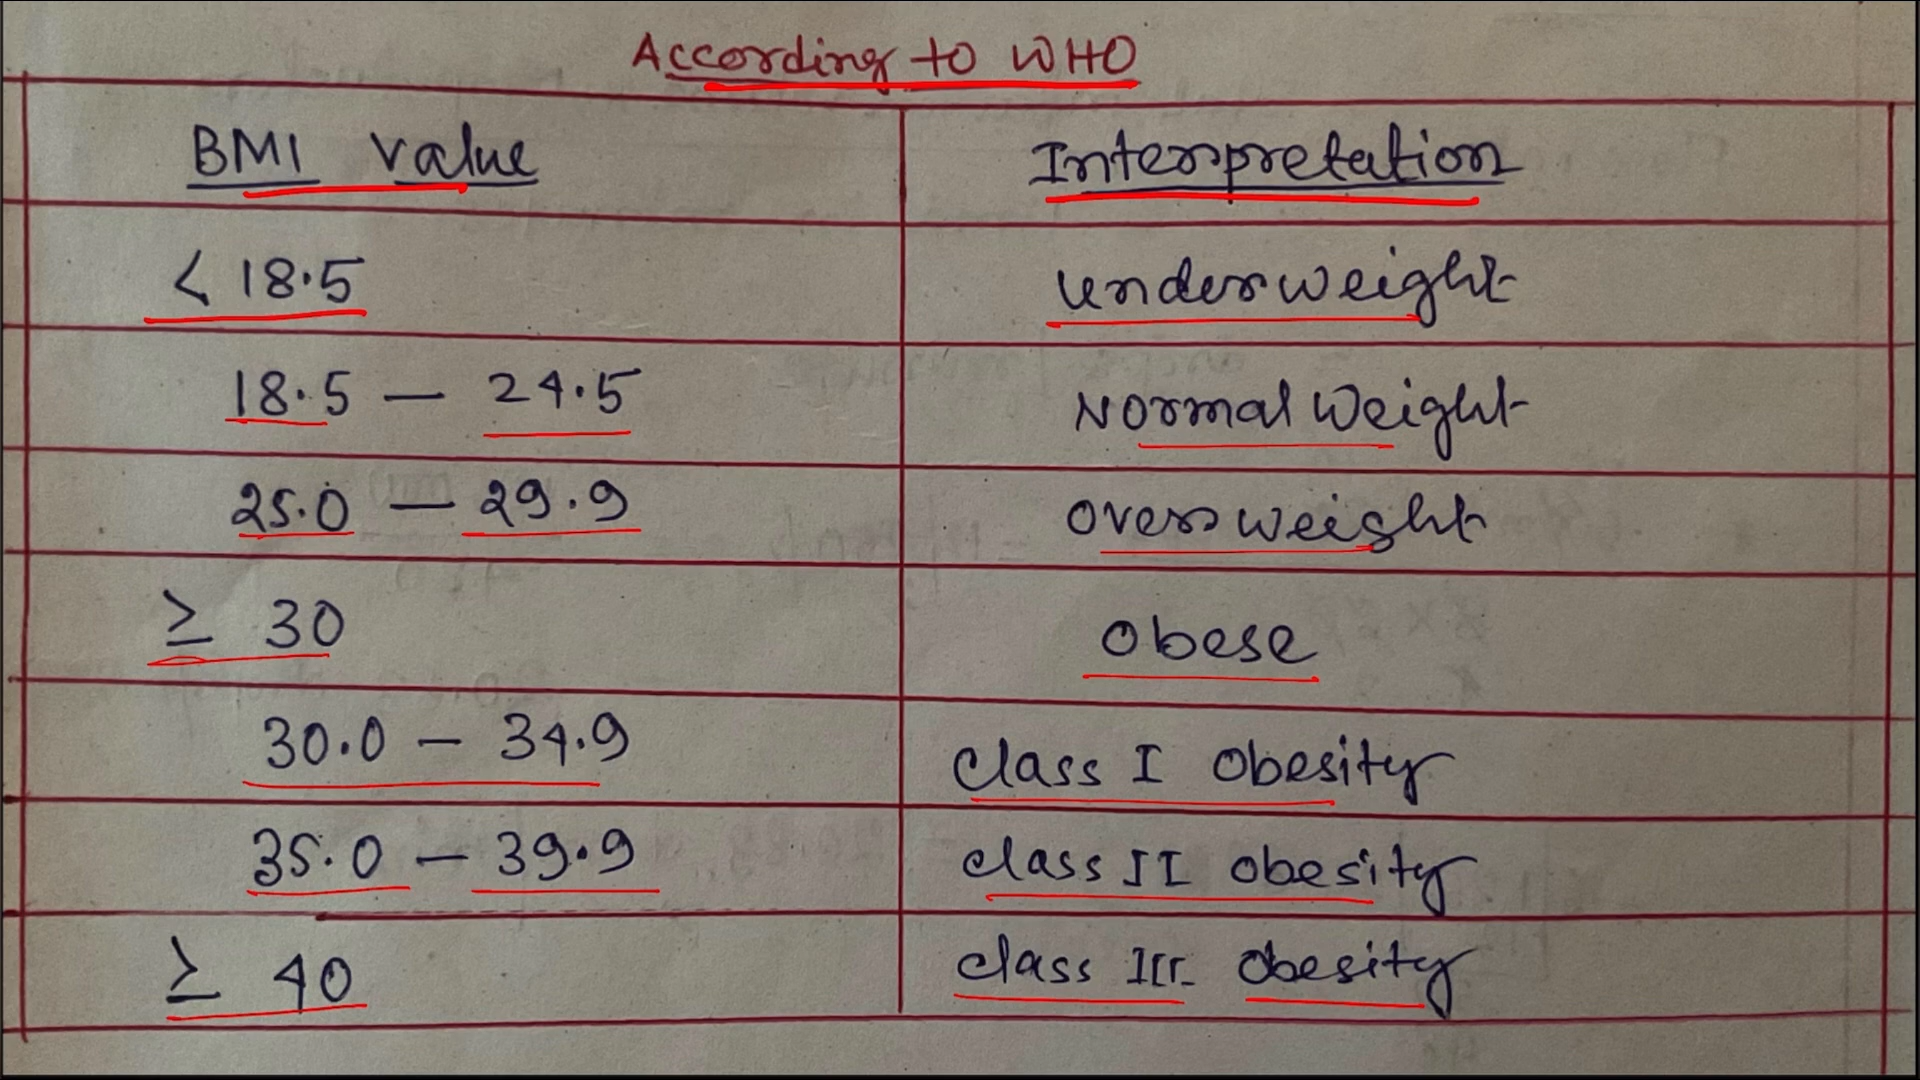 According to WHO
BMI value Interpretation
< 18.5 underweight
18.5 — 24.5 Normal Weight
25.0 — 29.9 overweight
≥ 30 obese
30.0 — 34.9 class I obesity
35.0 — 39.9 class II obesity
≥ 40 class III obesity